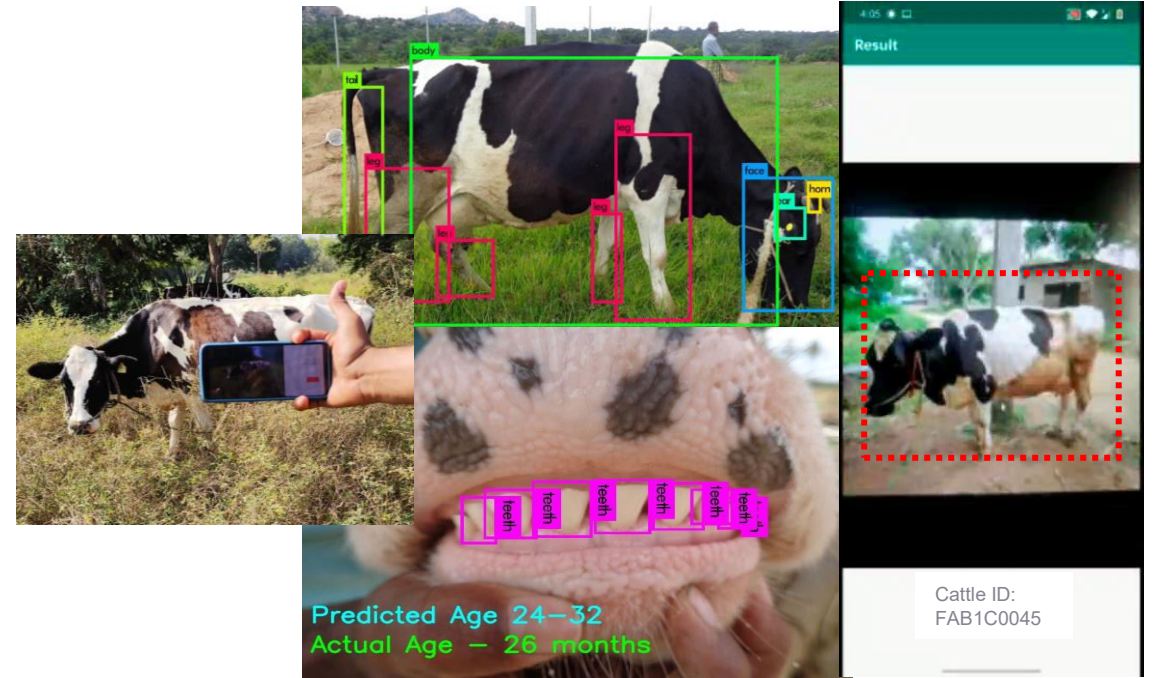 body
tail
leg
leg
leg
leg
face
horn
ear
teeth
teeth
teeth
teeth
teeth
teeth
Predicted Age 24-32
Actual Age - 26 months
4:05
Result
Cattle ID:
FAB1C0045